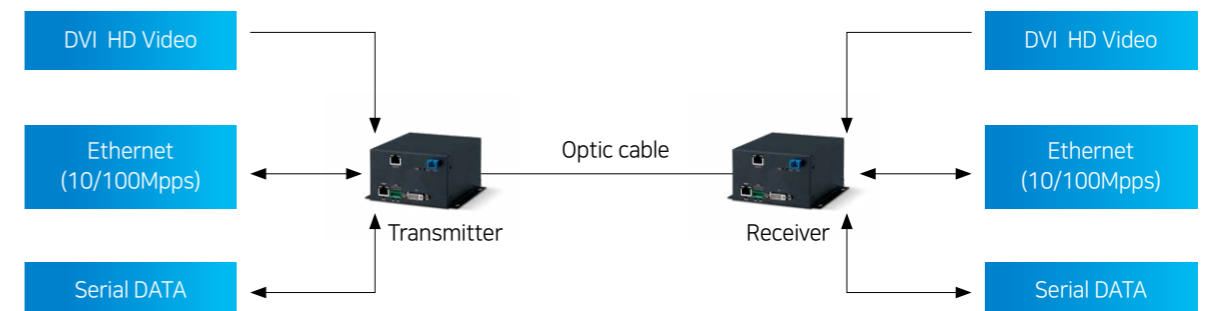 DVI HD Video
DVI HD Video
Ethernet
(10/100Mpps)
Optic cable
Ethernet
(10/100Mpps)
Transmitter
Receiver
Serial DATA
Serial DATA